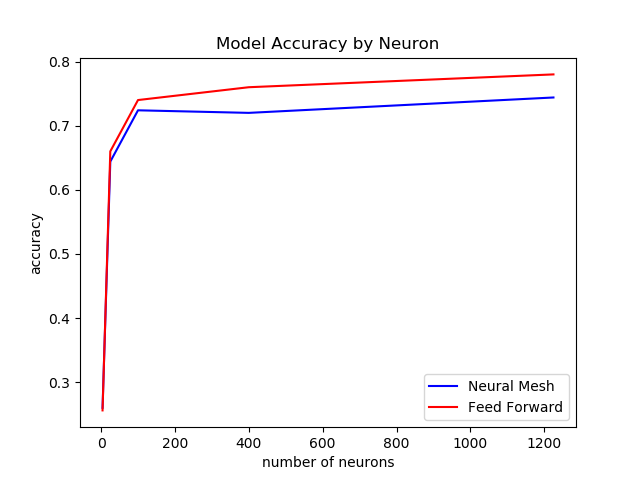 Model Accuracy by Neuron
0.8
0.7
0.6
0.5
0.4
0.3
accuracy
0 200 400 600 800 1000 1200
number of neurons
Neural Mesh
Feed Forward